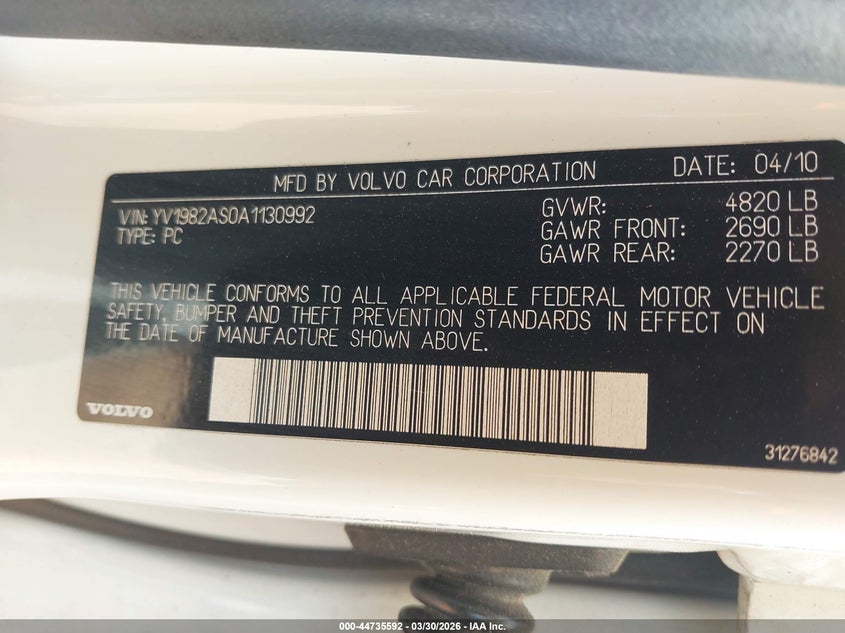 MFD BY VOLVO CAR CORPORATION DATE: 04/10
VIN: YV1982AS0A1130992
TYPE: PC
GVWR: 4820 LB
GAWR FRONT: 2690 LB
GAWR REAR: 2270 LB
THIS VEHICLE CONFORMS TO ALL APPLICABLE FEDERAL MOTOR VEHICLE
SAFETY, BUMPER AND THEFT PREVENTION STANDARDS IN EFFECT ON
THE DATE OF MANUFACTURE SHOWN ABOVE.
VOLVO
31276842
000-44735592 - 03/30/2026 - IAA Inc.